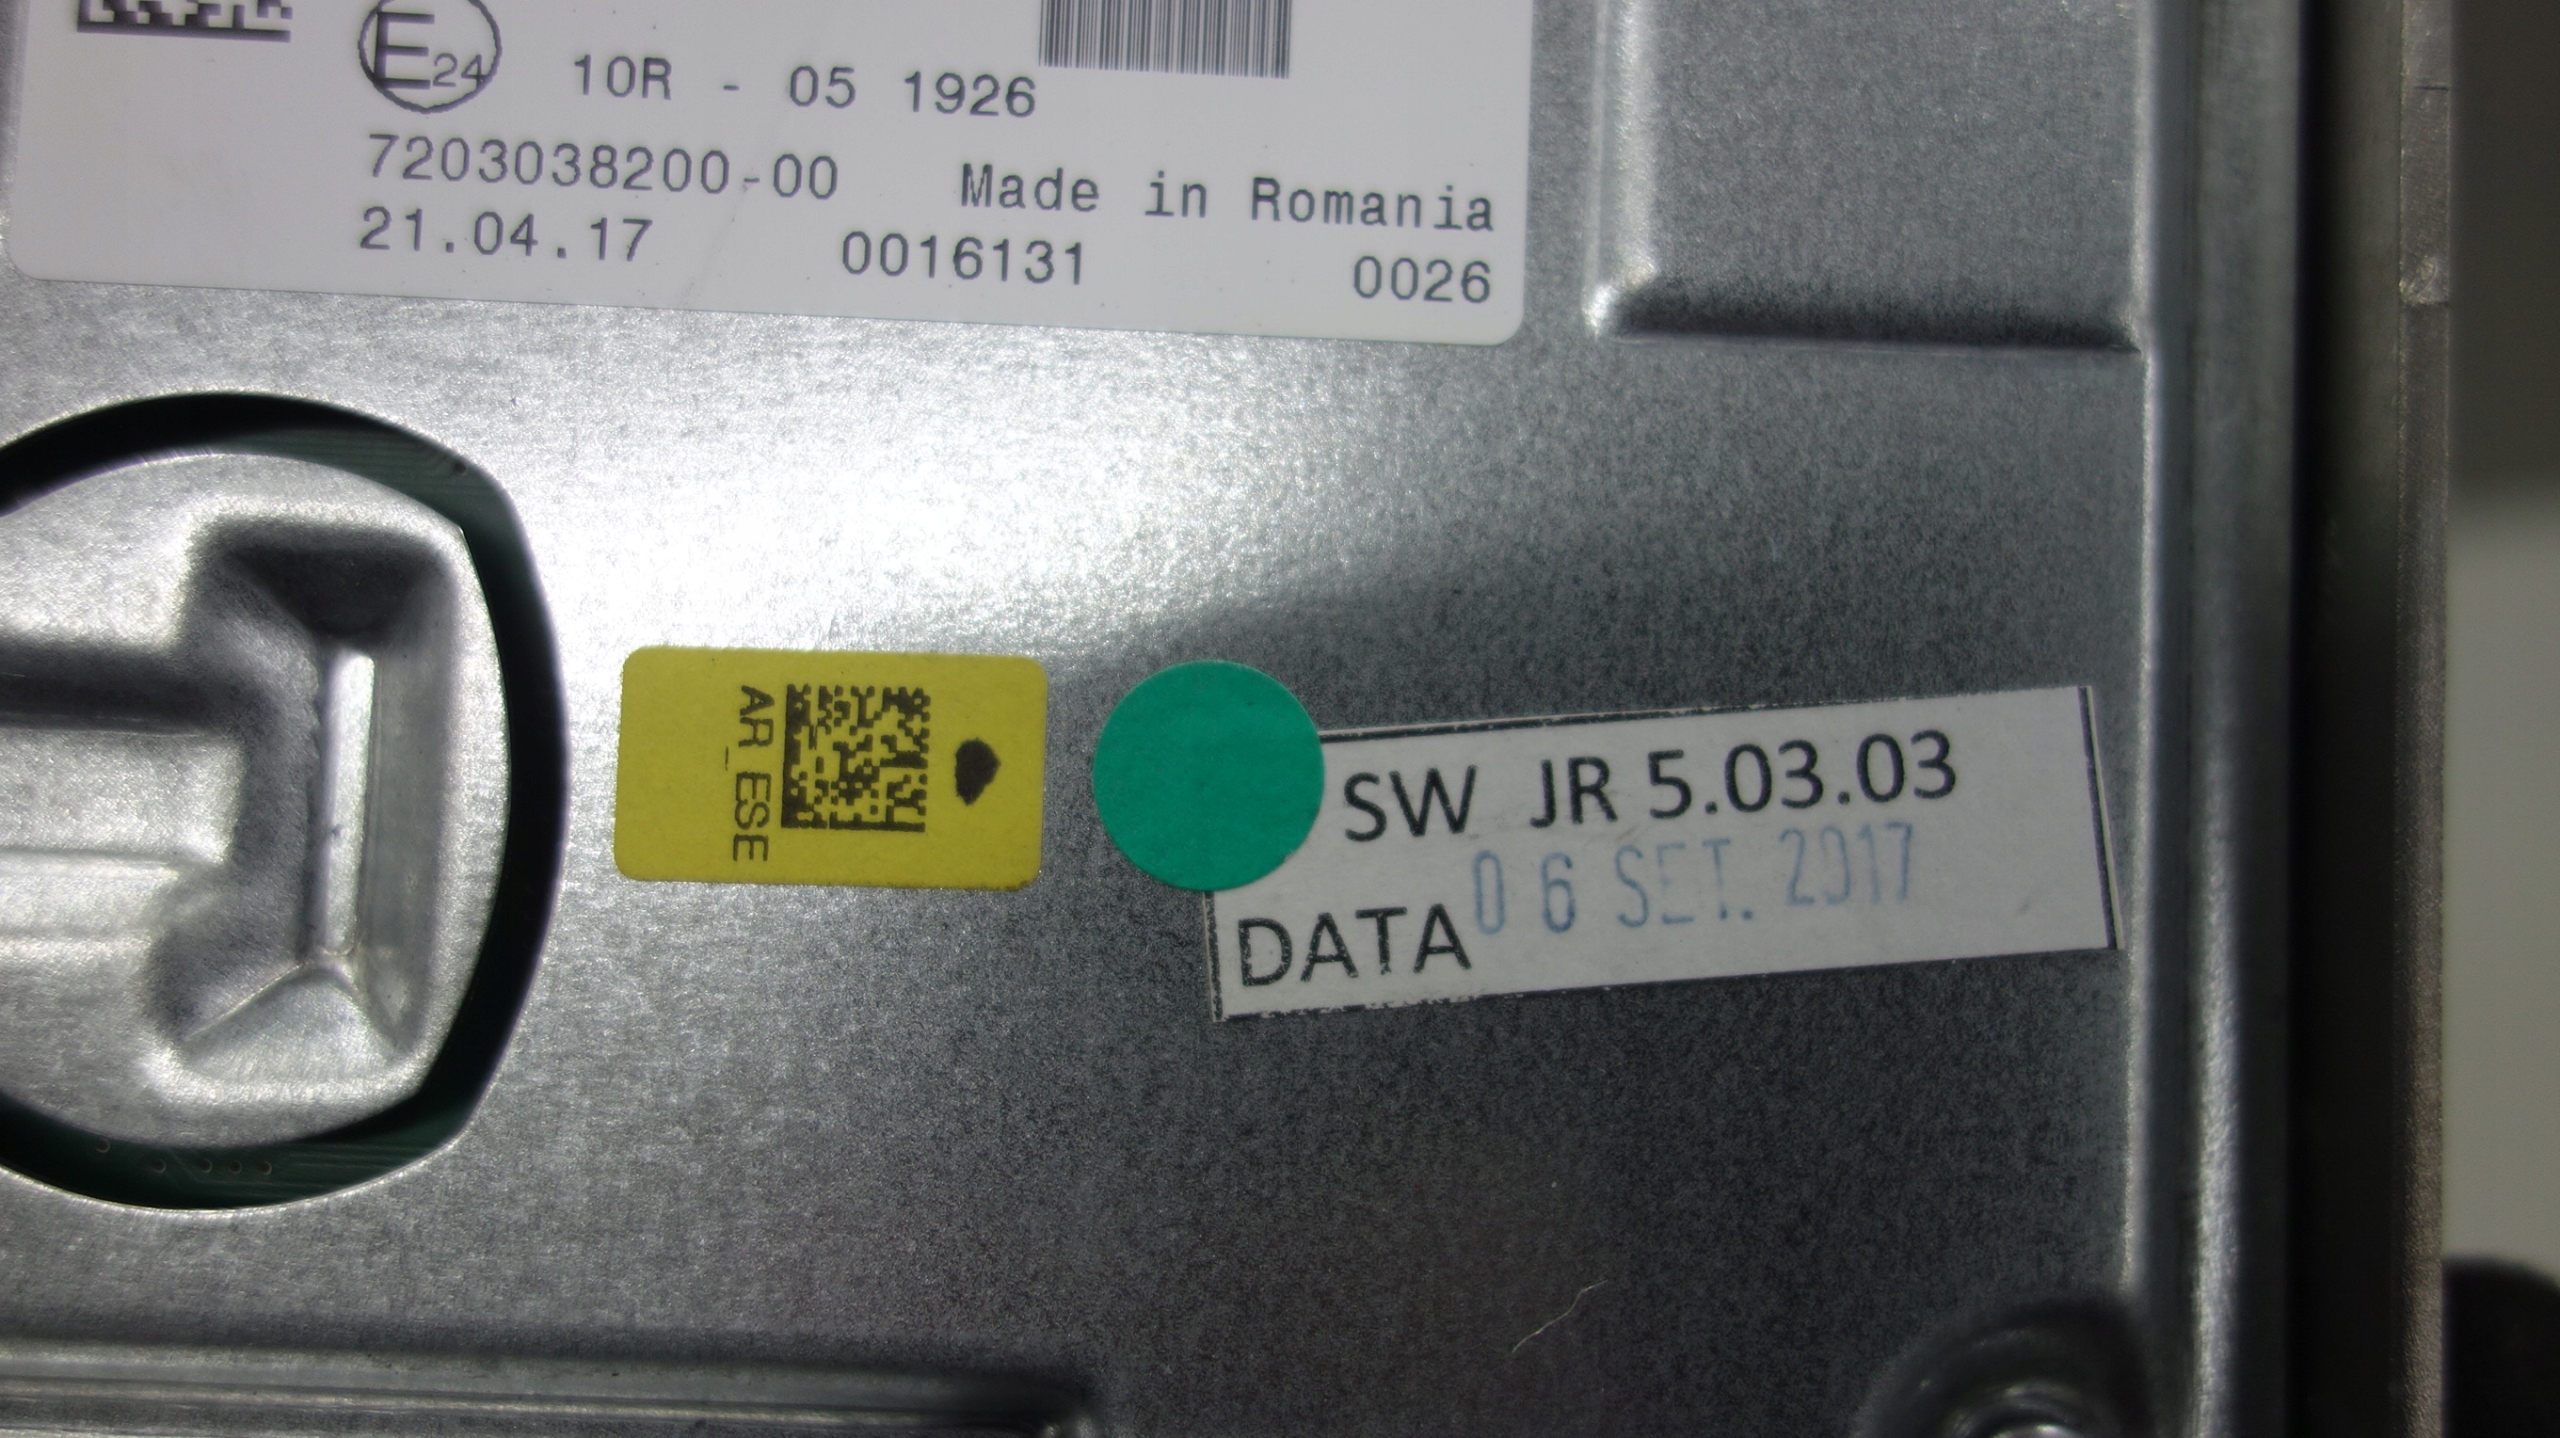 E24 10R - 05 1926
7203038200-00 Made in Romania
21.04.17 0016131 0026
AR_ESE
SW JR 5.03.03
DATA 06 SET. 2017